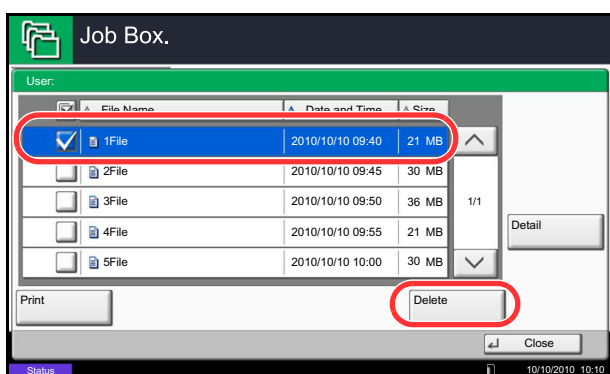 Job Box.
User:
File Name Date and Time Size
1File 2010/10/10 09:40 21 MB
2File 2010/10/10 09:45 30 MB
3File 2010/10/10 09:50 36 MB 1/1
4File 2010/10/10 09:55 21 MB Detail
5File 2010/10/10 10:00 30 MB
Print Delete
Close
Status 10/10/2010 10:10